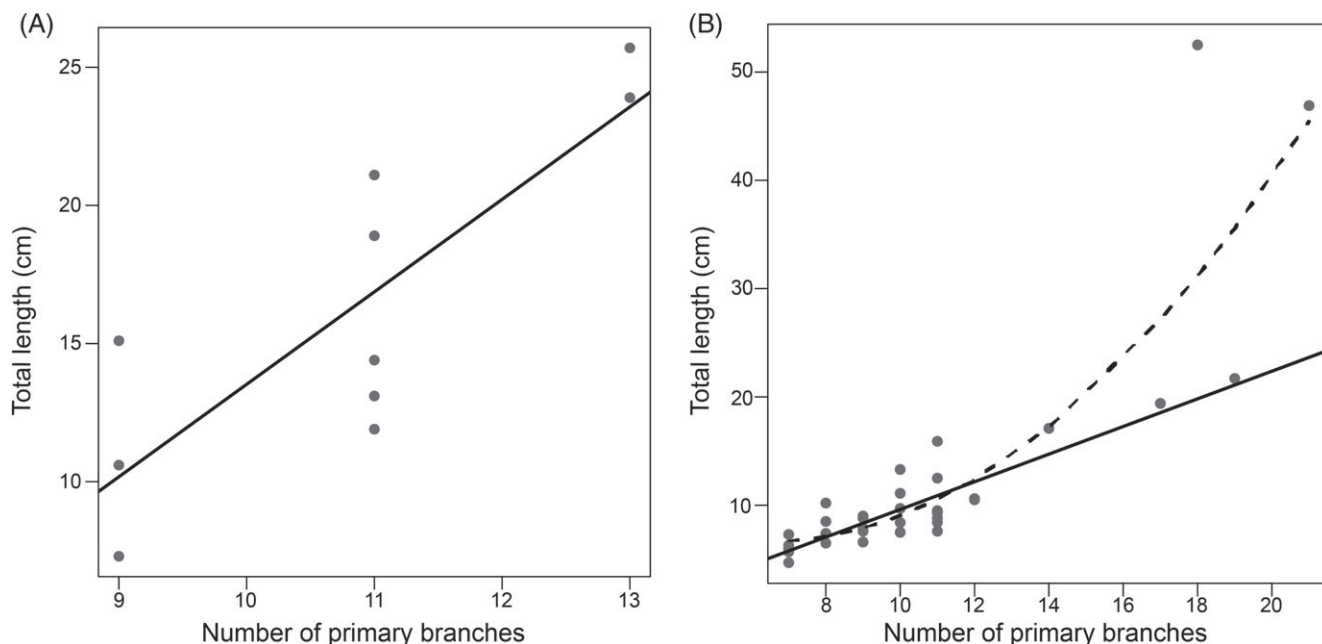 (A)
25
20
15
10
Total length (cm)
9 10 11 12 13
Number of primary branches
(B)
50
40
30
20
10
Total length (cm)
8 10 12 14 16 18 20
Number of primary branches